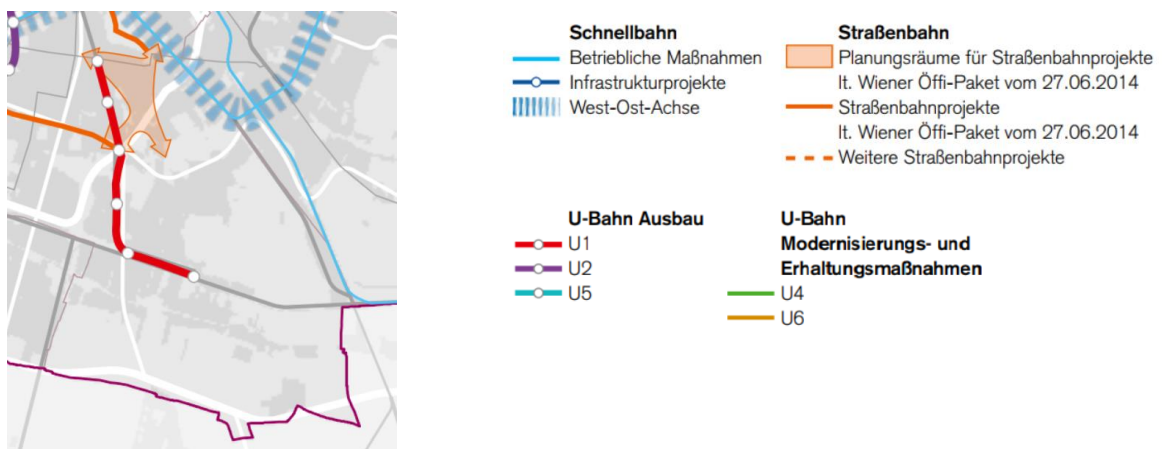 Schnellbahn
Betriebliche Maßnahmen
Infrastrukturprojekte
West-Ost-Achse
Straßenbahn
Planungsräume für Straßenbahnprojekte
lt. Wiener Öffi-Paket vom 27.06.2014
Straßenbahnprojekte
lt. Wiener Öffi-Paket vom 27.06.2014
Weitere Straßenbahnprojekte
U-Bahn Ausbau
U1
U2
U5
U-Bahn
Modernisierungs- und
Erhaltungsmaßnahmen
U4
U6